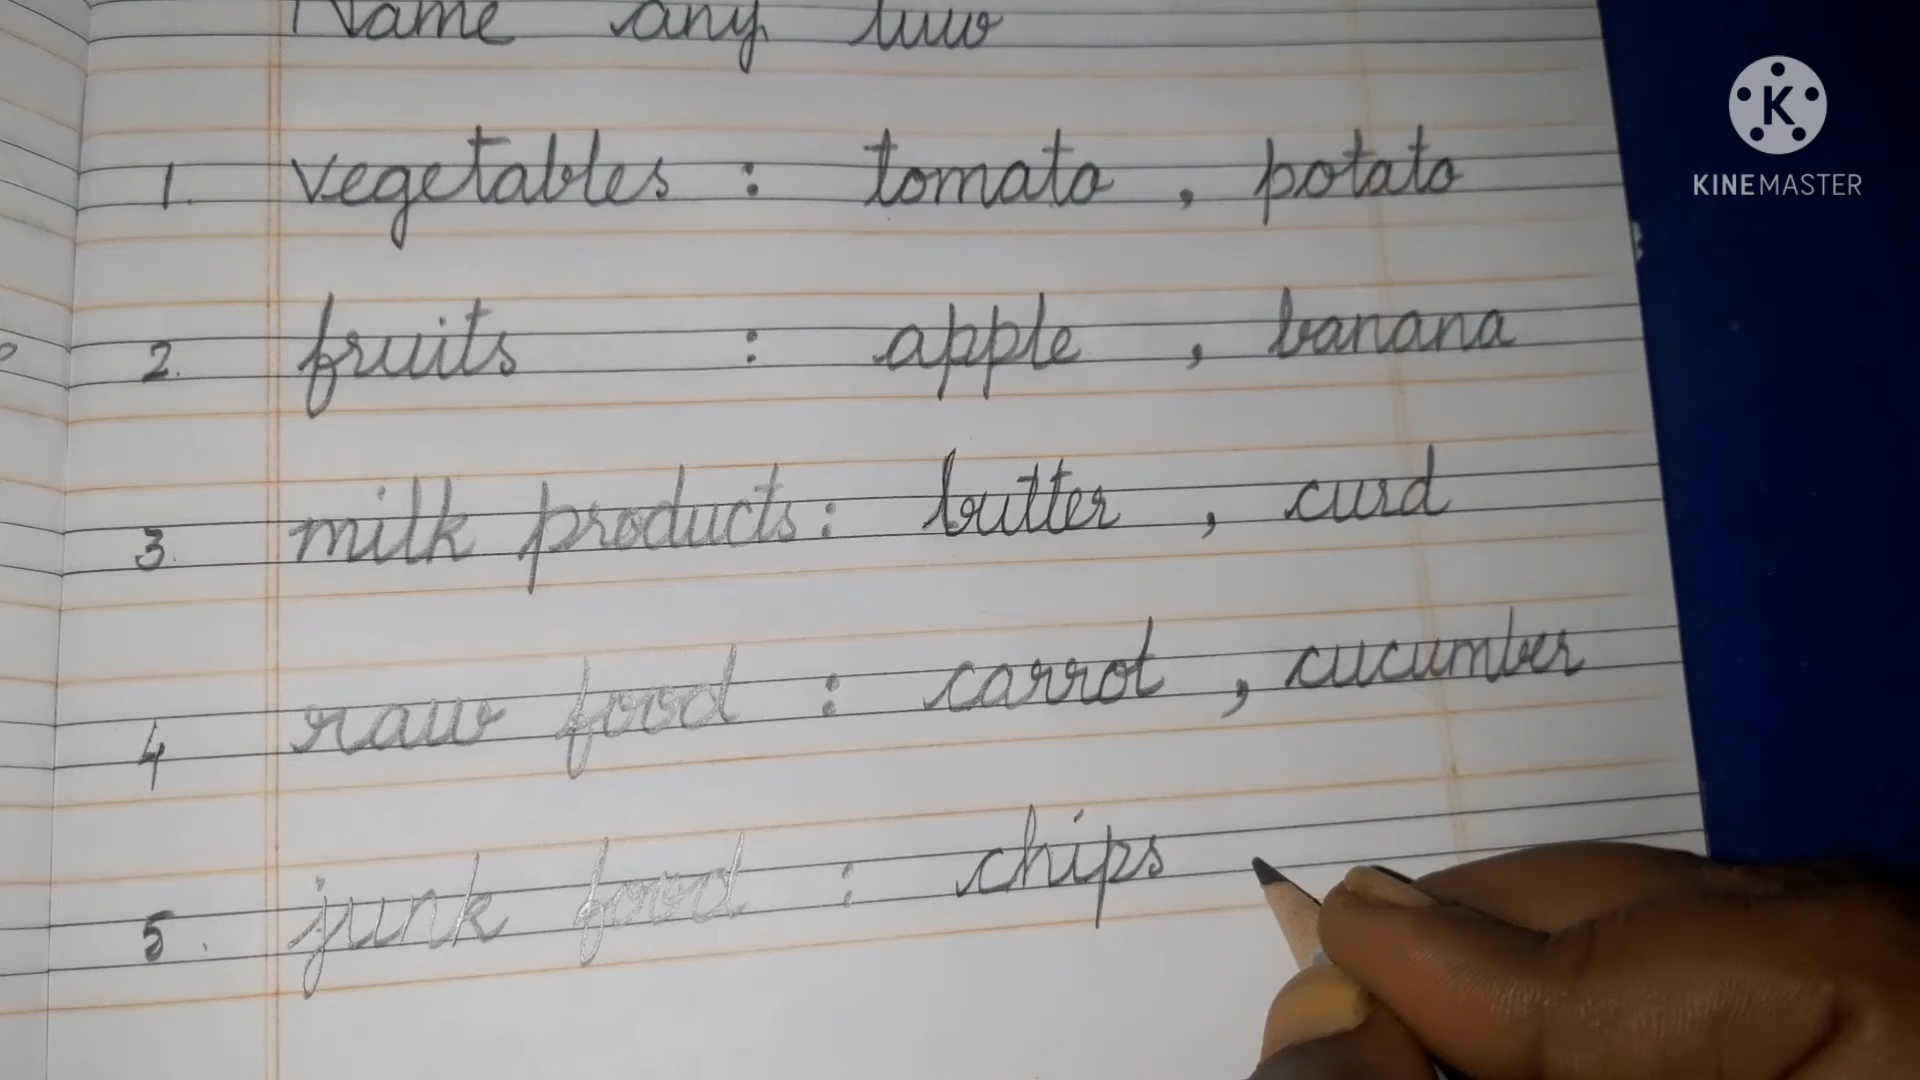 Name any two
1. vegetables : tomato , potato
2. fruits : apple , banana
3. milk products : butter , curd
4 raw food : carrot , cucumber
5. junk food : chips
K
KINEMASTER